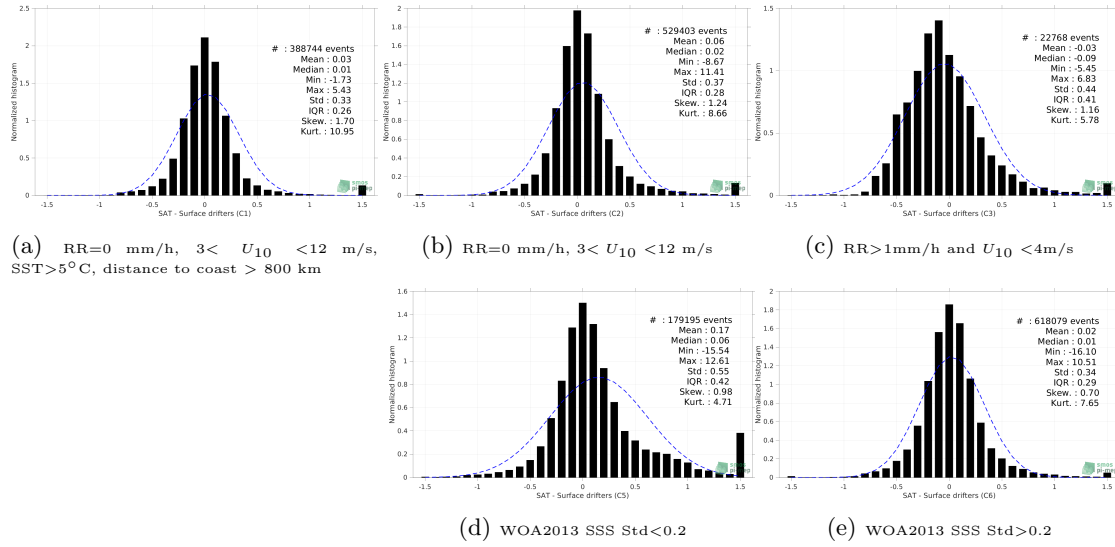 2.5
2
1.5
1
0.5
0
Normalized histogram
# : 388744 events
Mean : 0.03
Median : 0.01
Min : -1.73
Max : 5.43
Std : 0.33
IQR : 0.26
Skew. : 1.70
Kurt. : 10.95
smos
pi-mep
-1.5 -1 -0.5 0 0.5 1 1.5
SAT - Surface drifters (C1)
(a) RR=0 mm/h, 3< U10 <12 m/s,
SST>5°C, distance to coast > 800 km
2
1.8
1.6
1.4
1.2
1
0.8
0.6
0.4
0.2
0
Normalized histogram
# : 529403 events
Mean : 0.06
Median : 0.02
Min : -8.67
Max : 11.41
Std : 0.37
IQR : 0.28
Skew. : 1.24
Kurt. : 8.66
smos
pi-mep
-1.5 -1 -0.5 0 0.5 1 1.5
SAT - Surface drifters (C2)
(b) RR=0 mm/h, 3< U10 <12 m/s
1.5
1
0.5
0
Normalized histogram
# : 22768 events
Mean : -0.03
Median : -0.09
Min : -5.45
Max : 6.83
Std : 0.44
IQR : 0.41
Skew. : 1.16
Kurt. : 5.78
smos
pi-mep
-1.5 -1 -0.5 0 0.5 1 1.5
SAT - Surface drifters (C3)
(c) RR>1mm/h and U10 <4m/s
1.6
1.4
1.2
1
0.8
0.6
0.4
0.2
0
Normalized histogram
# : 179195 events
Mean : 0.17
Median : 0.06
Min : -15.54
Max : 12.61
Std : 0.55
IQR : 0.42
Skew. : 0.98
Kurt. : 4.71
smos
pi-mep
-1.5 -1 -0.5 0 0.5 1 1.5
SAT - Surface drifters (C5)
(d) WOA2013 SSS Std<0.2
2
1.8
1.6
1.4
1.2
1
0.8
0.6
0.4
0.2
0
Normalized histogram
# : 618079 events
Mean : 0.02
Median : 0.01
Min : -16.10
Max : 10.51
Std : 0.34
IQR : 0.29
Skew. : 0.70
Kurt. : 7.65
smos
pi-mep
-1.5 -1 -0.5 0 0.5 1 1.5
SAT - Surface drifters (C6)
(e) WOA2013 SSS Std>0.2